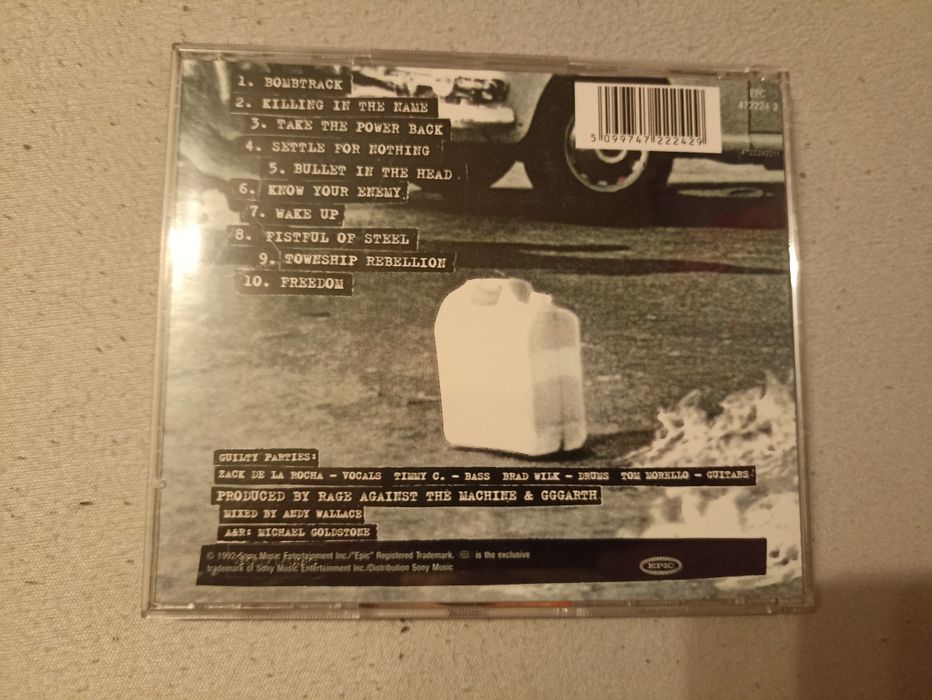 1. BOMBTRACK
2. KILLING IN THE NAME
3. TAKE THE POWER BACK
4. SETTLE FOR NOTHING
5. BULLET IN THE HEAD
6. KNOW YOUR ENEMY
7. WAKE UP
8. FISTFUL OF STEEL
9. TOWNSHIP REBELLION
10. FREEDOM
EPC
472224 2
5 099747 222429
4722242011
GUILTY PARTIES:
ZACK DE LA ROCHA – VOCALS TIMMY C. – BASS BRAD WILK – DRUMS TOM MORELLO – GUITARS
PRODUCED BY RAGE AGAINST THE MACHINE & GGGARTH
MIXED BY ANDY WALLACE
A&R: MICHAEL GOLDSTONE
© 1992 Sony Music Entertainment Inc./"Epic" Registered Trademark. is the exclusive
trademark of Sony Music Entertainment Inc./Distribution Sony Music
EPIC